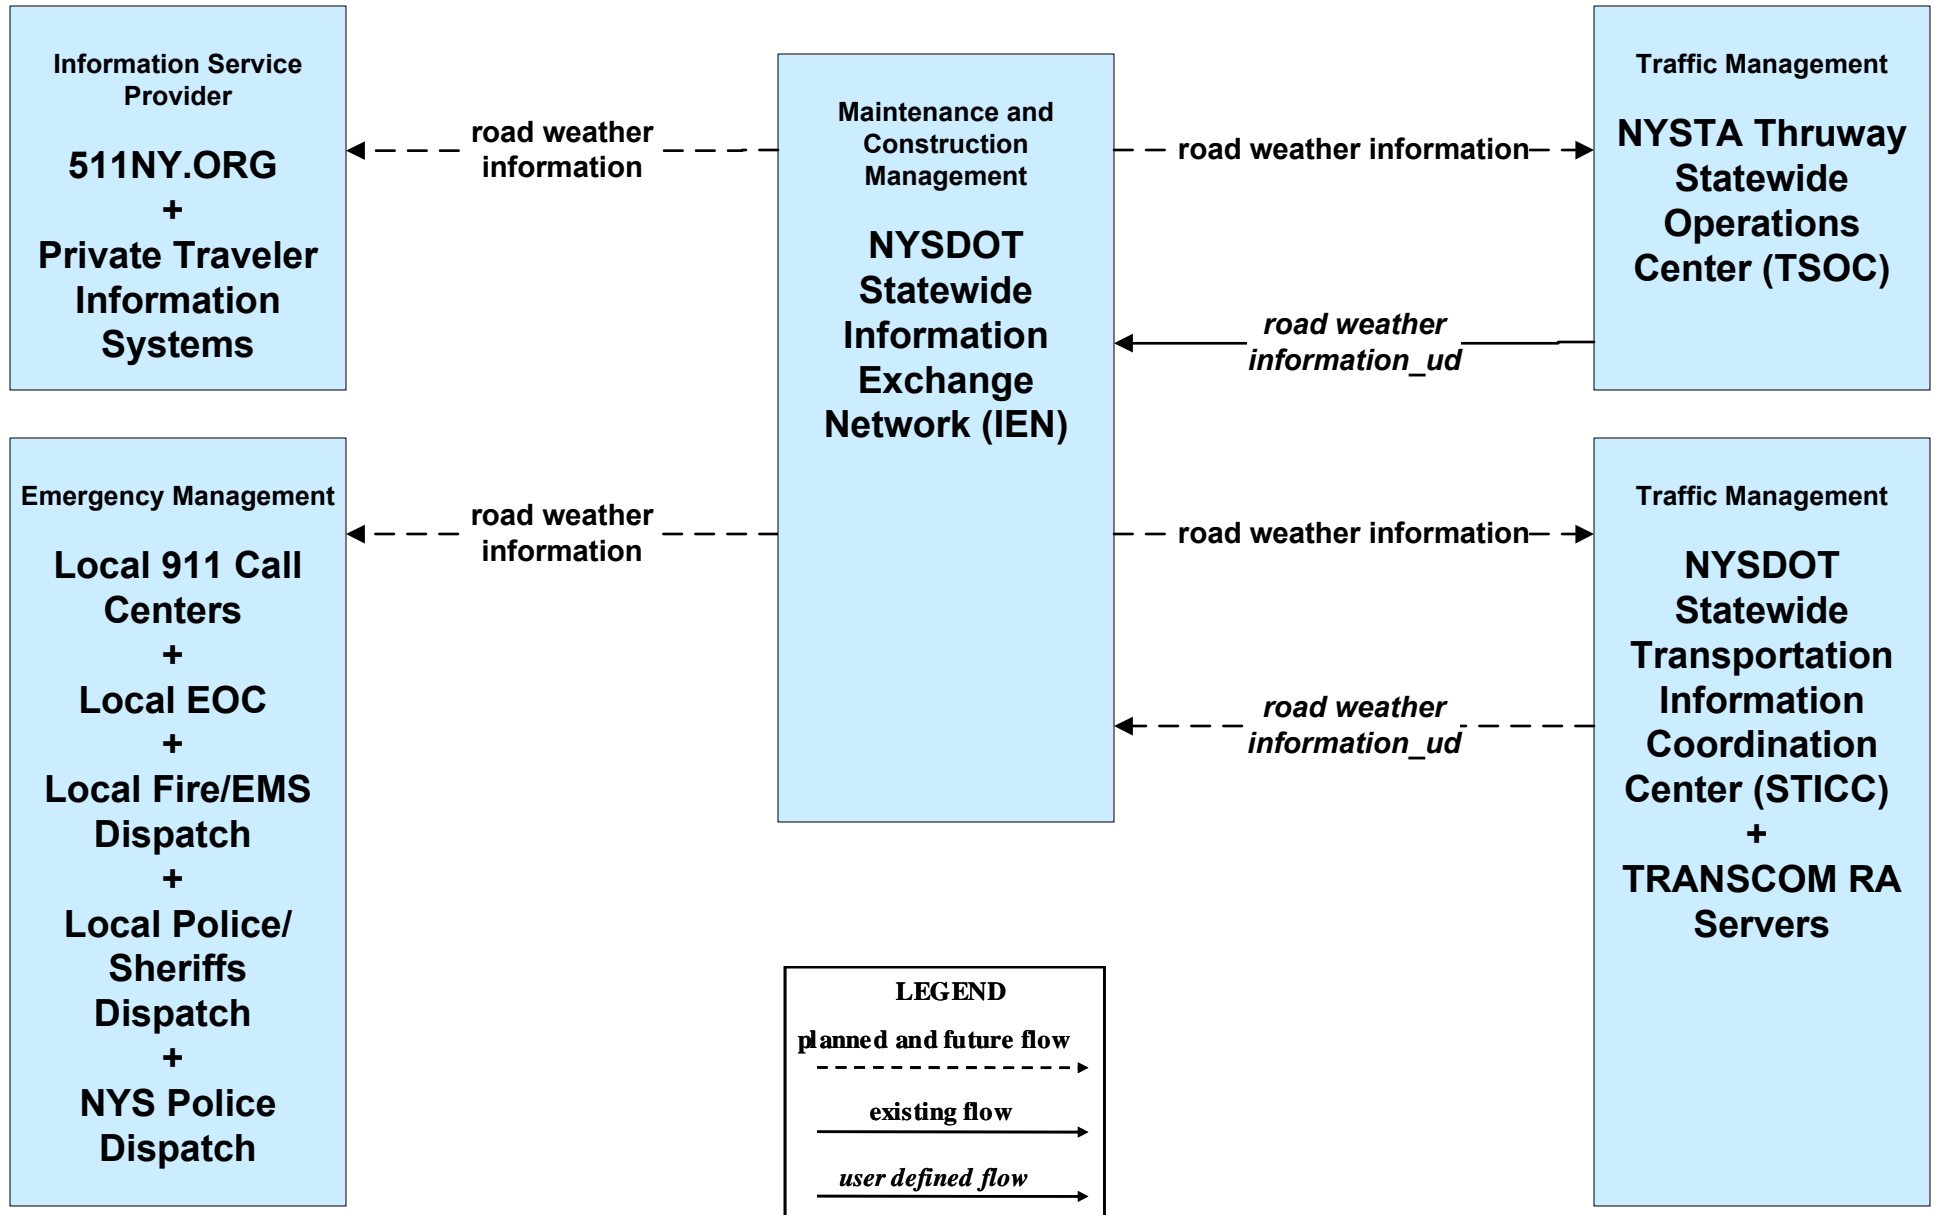 Information Service
Provider
511NY.ORG
+
Private Traveler
Information
Systems
road weather
information
Maintenance and
Construction
Management
NYSDOT
Statewide
Information
Exchange
Network (IEN)
road weather information
Traffic Management
NYSTA Thruway
Statewide
Operations
Center (TSOC)
road weather
information_ud
Emergency Management
Local 911 Call
Centers
+
Local EOC
+
Local Fire/EMS
Dispatch
+
Local Police/
Sheriffs
Dispatch
+
NYS Police
Dispatch
road weather
information
road weather information
Traffic Management
NYSDOT
Statewide
Transportation
Information
Coordination
Center (STICC)
+
TRANSCOM RA
Servers
road weather
information_ud
LEGEND
planned and future flow
existing flow
user defined flow